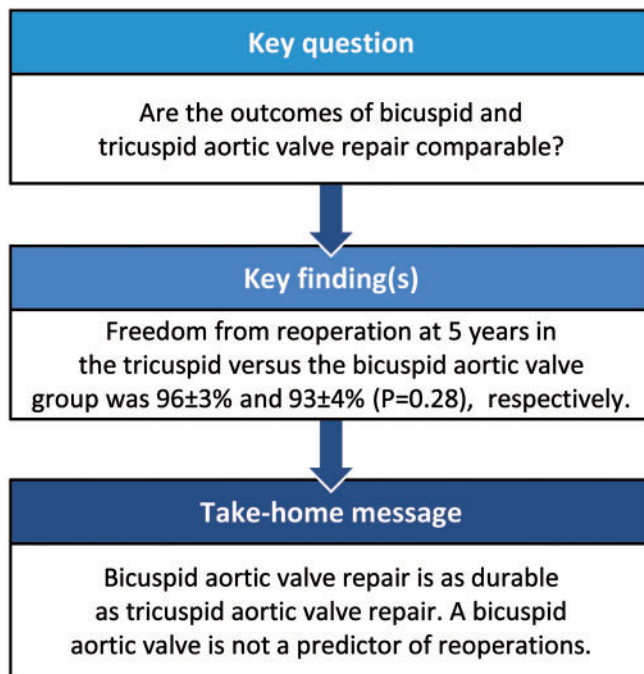 Key question
Are the outcomes of bicuspid and
tricuspid aortic valve repair comparable?
Key finding(s)
Freedom from reoperation at 5 years in
the tricuspid versus the bicuspid aortic valve
group was 96±3% and 93±4% (P=0.28), respectively.
Take-home message
Bicuspid aortic valve repair is as durable
as tricuspid aortic valve repair. A bicuspid
aortic valve is not a predictor of reoperations.